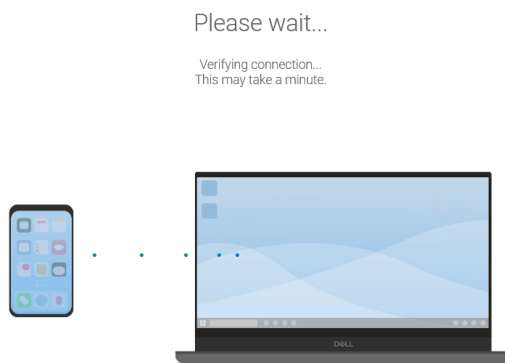 Please wait...
Verifying connection...
This may take a minute.
DELL